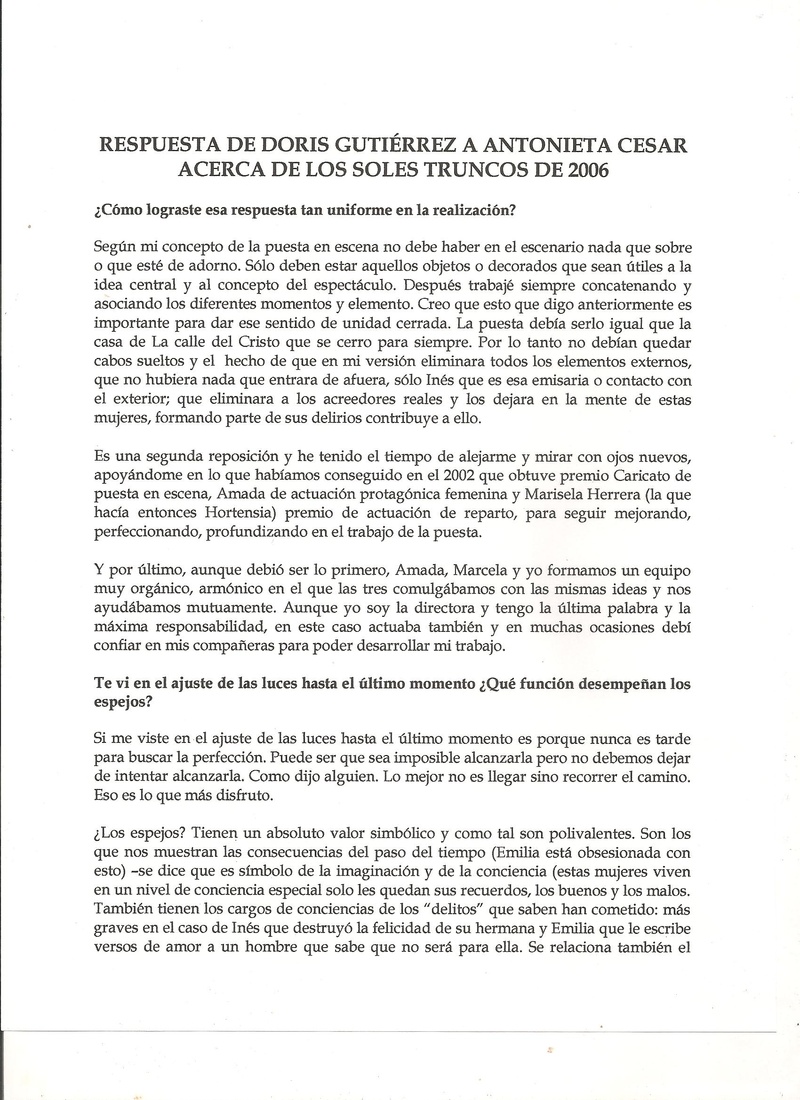 RESPUESTA DE DORIS GUTIÉRREZ A ANTONIETA CESAR
ACERCA DE LOS SOLES TRUNCOS DE 2006
¿Cómo lograste esa respuesta tan uniforme en la realización?
Según mi concepto de la puesta en escena no debe haber en el escenario nada que sobre
o que esté de adorno. Sólo deben estar aquellos objetos o decorados que sean útiles a la
idea central y al concepto del espectáculo. Después trabajé siempre concatenando y
asociando los diferentes momentos y elemento. Creo que esto que digo anteriormente es
importante para dar ese sentido de unidad cerrada. La puesta debía serlo igual que la
casa de La calle del Cristo que se cerro para siempre. Por lo tanto no debían quedar
cabos sueltos y el hecho de que en mi versión eliminara todos los elementos externos,
que no hubiera nada que entrara de afuera, sólo Inés que es esa emisaria o contacto con
el exterior; que eliminara a los acreedores reales y los dejara en la mente de estas
mujeres, formando parte de sus delirios contribuye a ello.
Es una segunda reposición y he tenido el tiempo de alejarme y mirar con ojos nuevos,
apoyándome en lo que habíamos conseguido en el 2002 que obtuve premio Caricato de
puesta en escena, Amada de actuación protagónica femenina y Marisela Herrera (la que
hacía entonces Hortensia) premio de actuación de reparto, para seguir mejorando,
perfeccionando, profundizando en el trabajo de la puesta.
Y por último, aunque debió ser lo primero, Amada, Marcela y yo formamos un equipo
muy orgánico, armónico en el que las tres comulgábamos con las mismas ideas y nos
ayudábamos mutuamente. Aunque yo soy la directora y tengo la última palabra y la
máxima responsabilidad, en este caso actuaba también y en muchas ocasiones debí
confiar en mis compañeras para poder desarrollar mi trabajo.
Te vi en el ajuste de las luces hasta el último momento ¿Qué función desempeñan los
espejos?
Si me viste en el ajuste de las luces hasta el último momento es porque nunca es tarde
para buscar la perfección. Puede ser que sea imposible alcanzarla pero no debemos dejar
de intentar alcanzarla. Como dijo alguien. Lo mejor no es llegar sino recorrer el camino.
Eso es lo que más disfruto.
¿Los espejos? Tienen un absoluto valor simbólico y como tal son polivalentes. Son los
que nos muestran las consecuencias del paso del tiempo (Emilia está obsesionada con
esto) –se dice que es símbolo de la imaginación y de la conciencia (estas mujeres viven
en un nivel de conciencia especial solo les quedan sus recuerdos, los buenos y los malos.
También tienen los cargos de conciencias de los “delitos” que saben han cometido: más
graves en el caso de Inés que destruyó la felicidad de su hermana y Emilia que le escribe
versos de amor a un hombre que sabe que no será para ella. Se relaciona también el